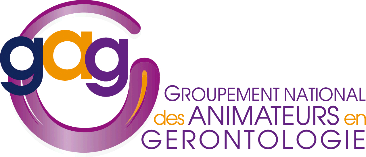 gag
GROUPEMENT NATIONAL
des ANIMATEURS en
GERONTOLOGIE